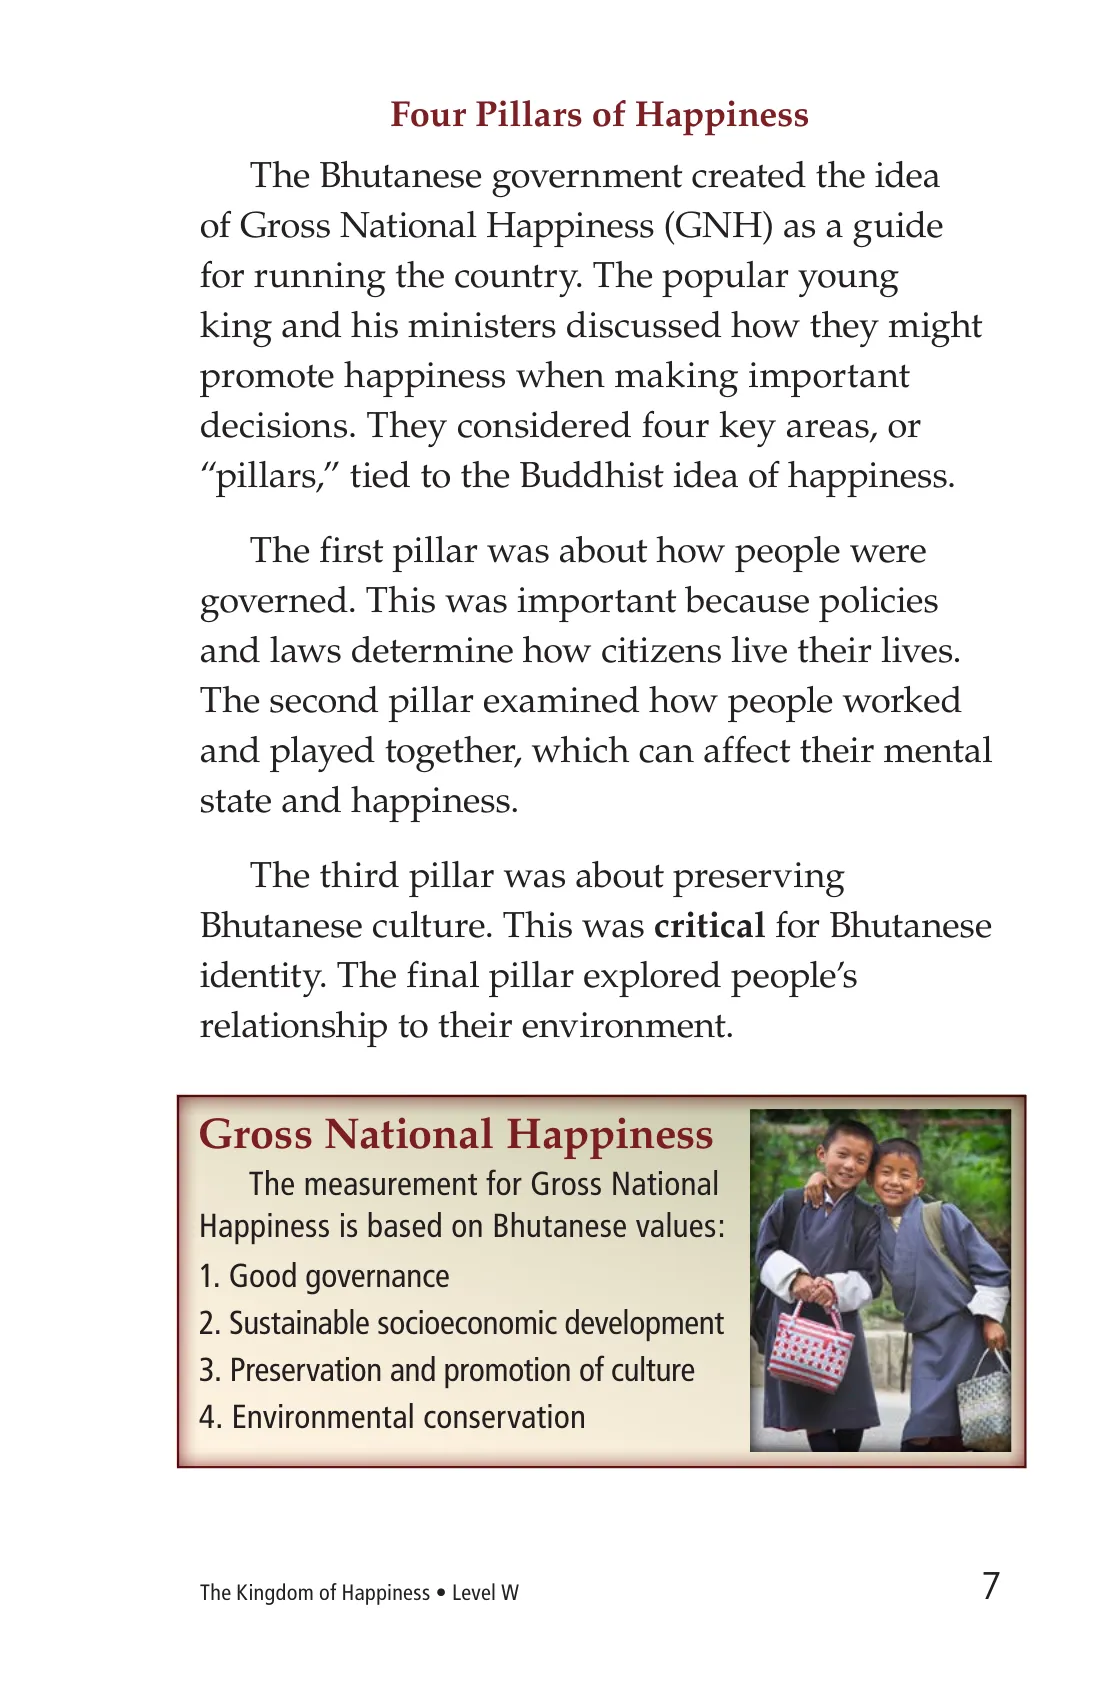 Four Pillars of Happiness
The Bhutanese government created the idea
of Gross National Happiness (GNH) as a guide
for running the country. The popular young
king and his ministers discussed how they might
promote happiness when making important
decisions. They considered four key areas, or
“pillars,” tied to the Buddhist idea of happiness.
The first pillar was about how people were
governed. This was important because policies
and laws determine how citizens live their lives.
The second pillar examined how people worked
and played together, which can affect their mental
state and happiness.
The third pillar was about preserving
Bhutanese culture. This was critical for Bhutanese
identity. The final pillar explored people’s
relationship to their environment.
Gross National Happiness
The measurement for Gross National
Happiness is based on Bhutanese values:
1. Good governance
2. Sustainable socioeconomic development
3. Preservation and promotion of culture
4. Environmental conservation
The Kingdom of Happiness • Level W
7